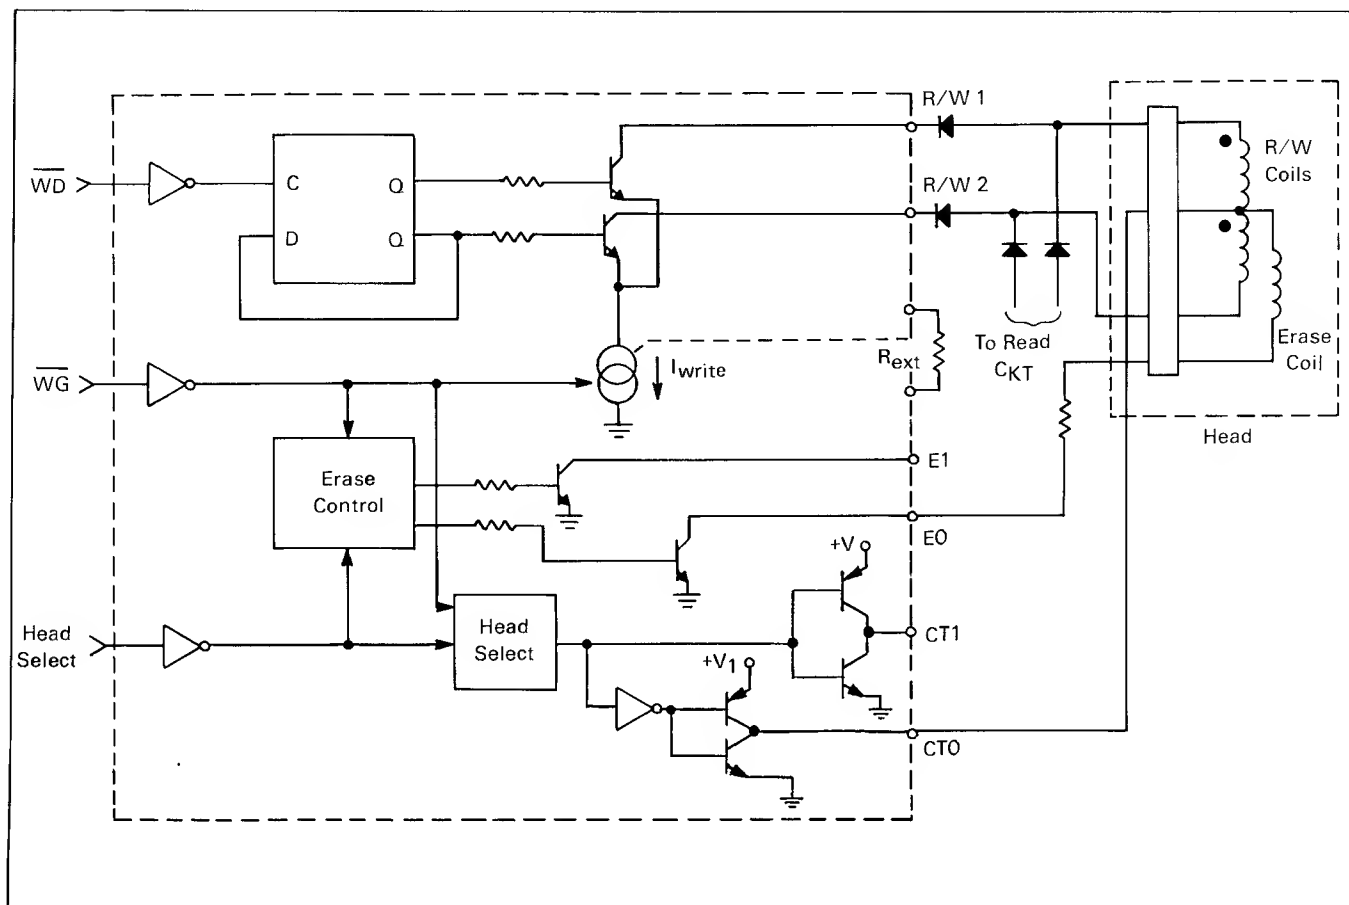 R/W 1
R/W
Coils
WD
C
Q
R/W 2
D
Q
To Read
CKT
Erase
Coil
Rext
WG
Iwrite
Head
Erase
Control
E1
E0
+V
Head
Select
Head
Select
CT1
+V1
CT0